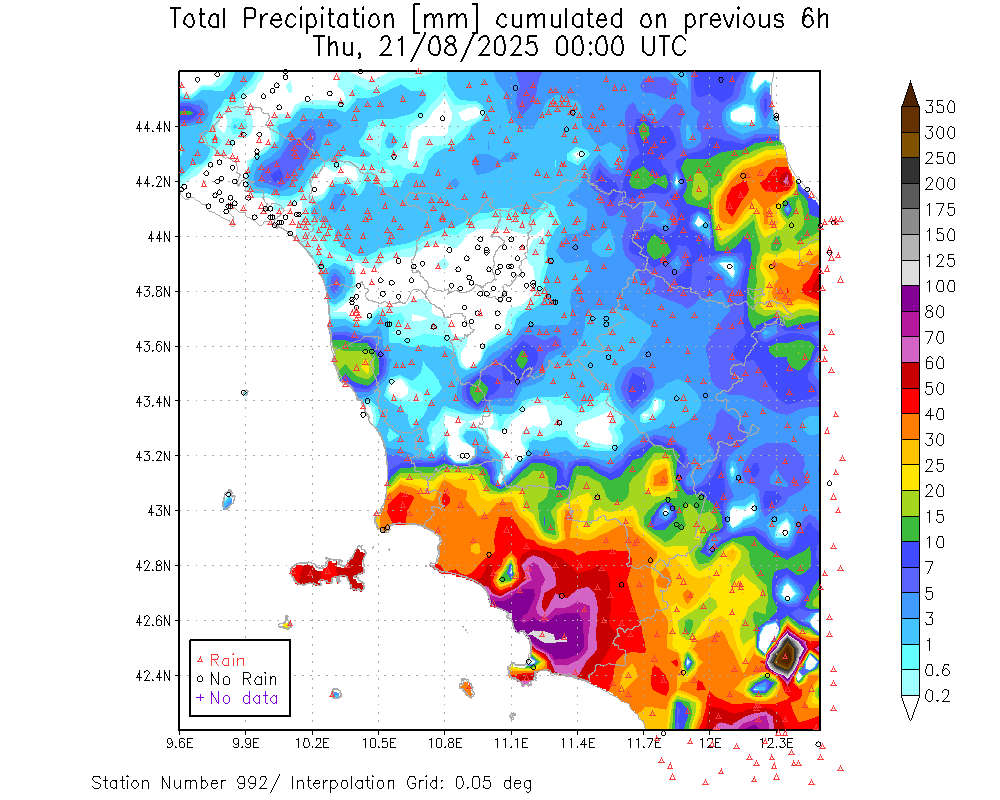 Total Precipitation [mm] cumulated on previous 6h
Thu, 21/08/2025 00:00 UTC
44.4N
44.2N
44N
43.8N
43.6N
43.4N
43.2N
43N
42.8N
42.6N
42.4N
9.6E 9.9E 10.2E 10.5E 10.8E 11.1E 11.4E 11.7E 12E 12.3E
Rain
No Rain
No data
350
300
250
200
175
150
125
100
80
70
60
50
40
30
25
20
15
10
7
5
3
1
0.6
0.2
Station Number 992/ Interpolation Grid: 0.05 deg